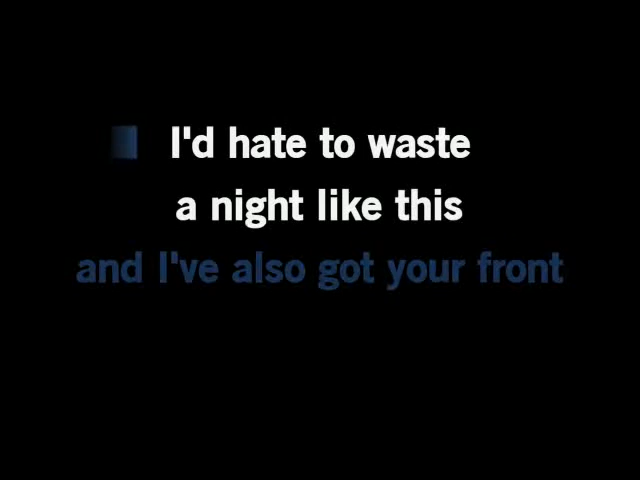 I'd hate to waste
a night like this
and I've also got your front